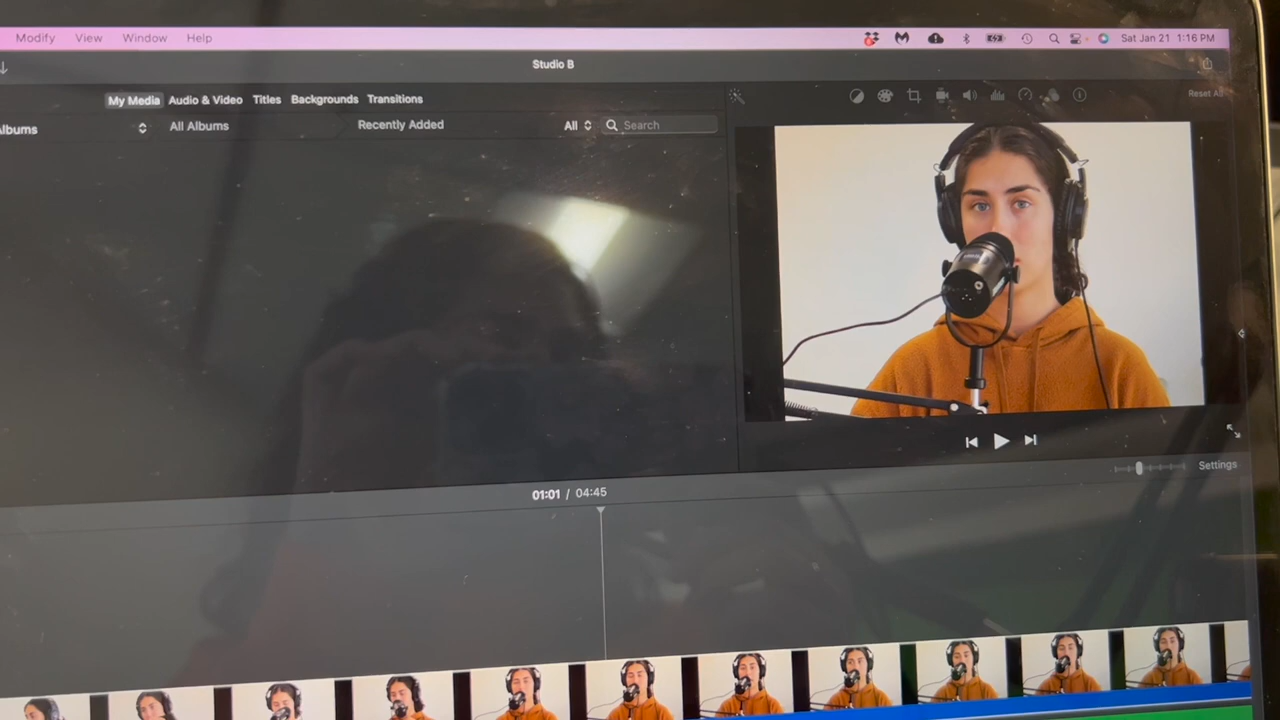 Modify View Window Help Sat Jan 21 1:16 PM
Studio B
My Media Audio & Video Titles Backgrounds Transitions Reset All
lbums All Albums Recently Added All Search
Settings
01:01 / 04:45